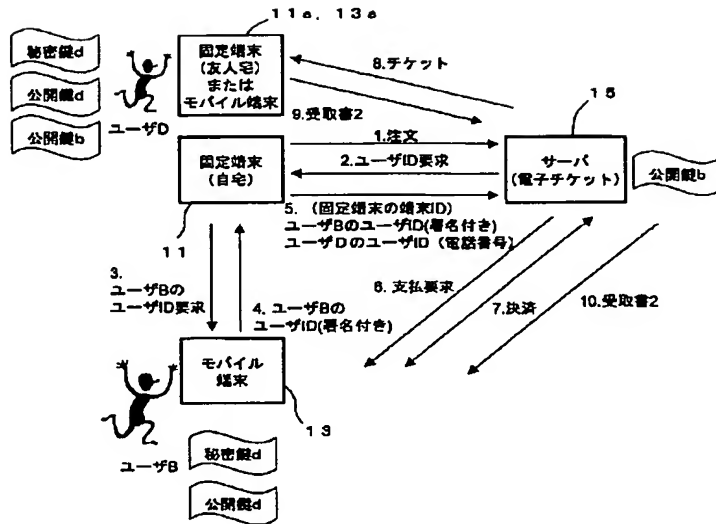 11e, 13e
秘密鍵d
公開鍵d
公開鍵b
ユーザD
固定端末
(友人宅)
または
モバイル端末
8.チケット
9.受取書2
15
1.注文
2.ユーザID要求
固定端末
(自宅)
サーバ
(電子チケット)
公開鍵b
11
5. (固定端末の端末ID)
ユーザBのユーザID(署名付き)
ユーザDのユーザID (電話番号)
3.
ユーザBの
ユーザID要求
4. ユーザBの
ユーザID(署名付き)
6. 支払要求
7.決済
10.受取書2
モバイル
端末
13
ユーザB
秘密鍵d
公開鍵d